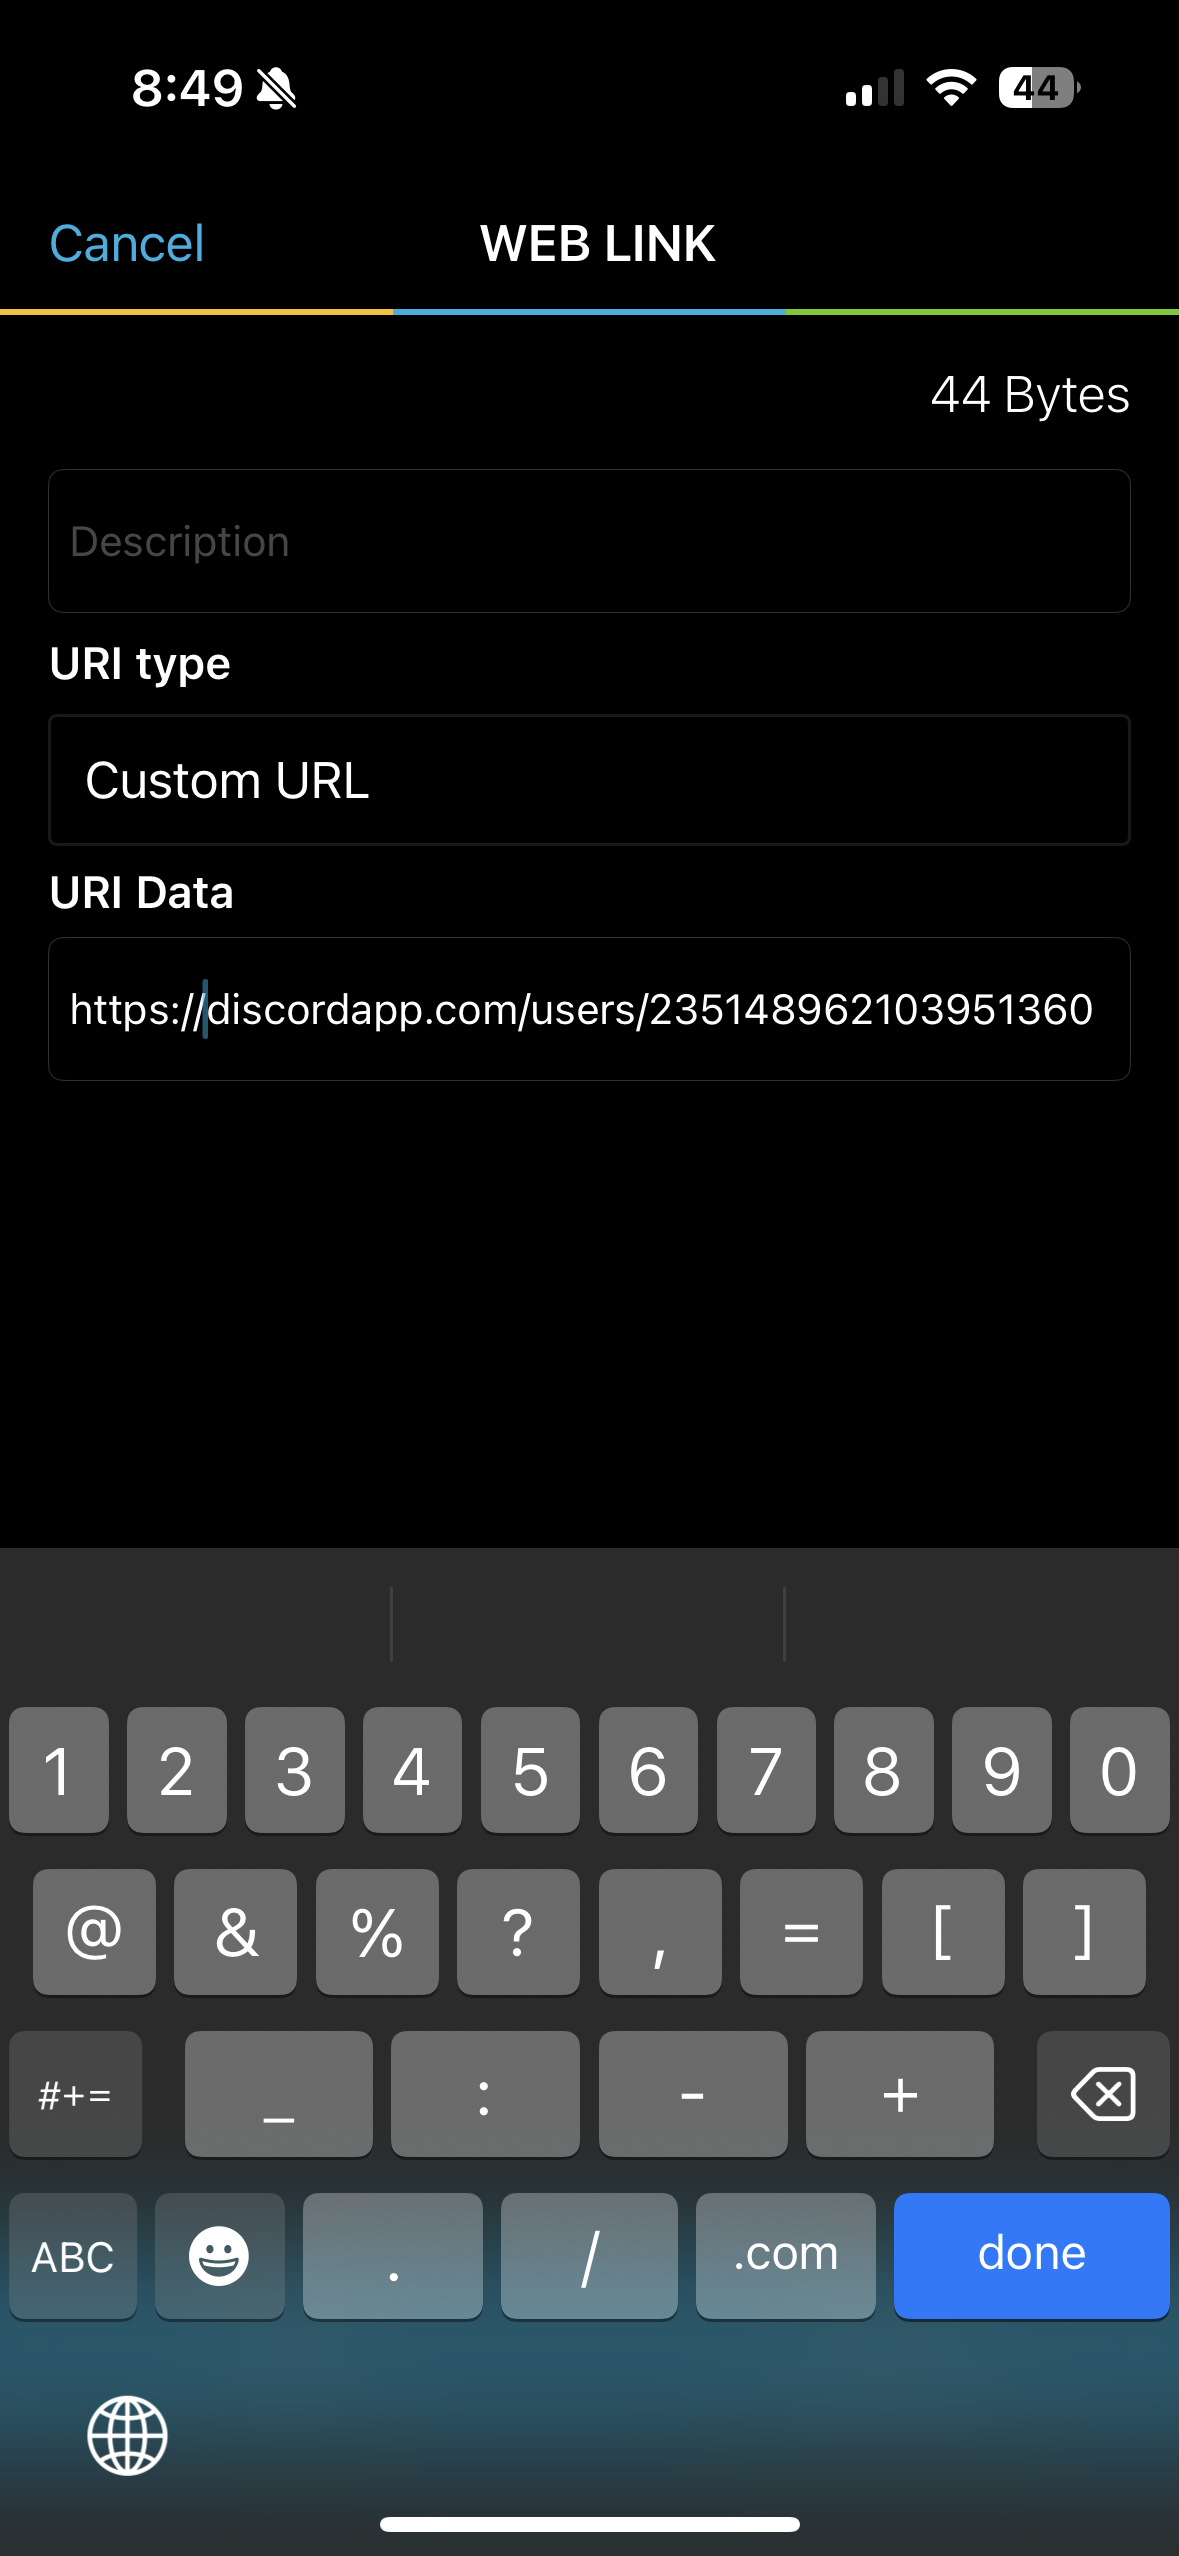 8:49
44
Cancel
WEB LINK
44 Bytes
Description
URI type
Custom URL
URI Data
https://discordapp.com/users/235148962103951360
1 2 3 4 5 6 7 8 9 0
@ & % ? , = [ ]
#+= _ : - +
ABC . / .com done